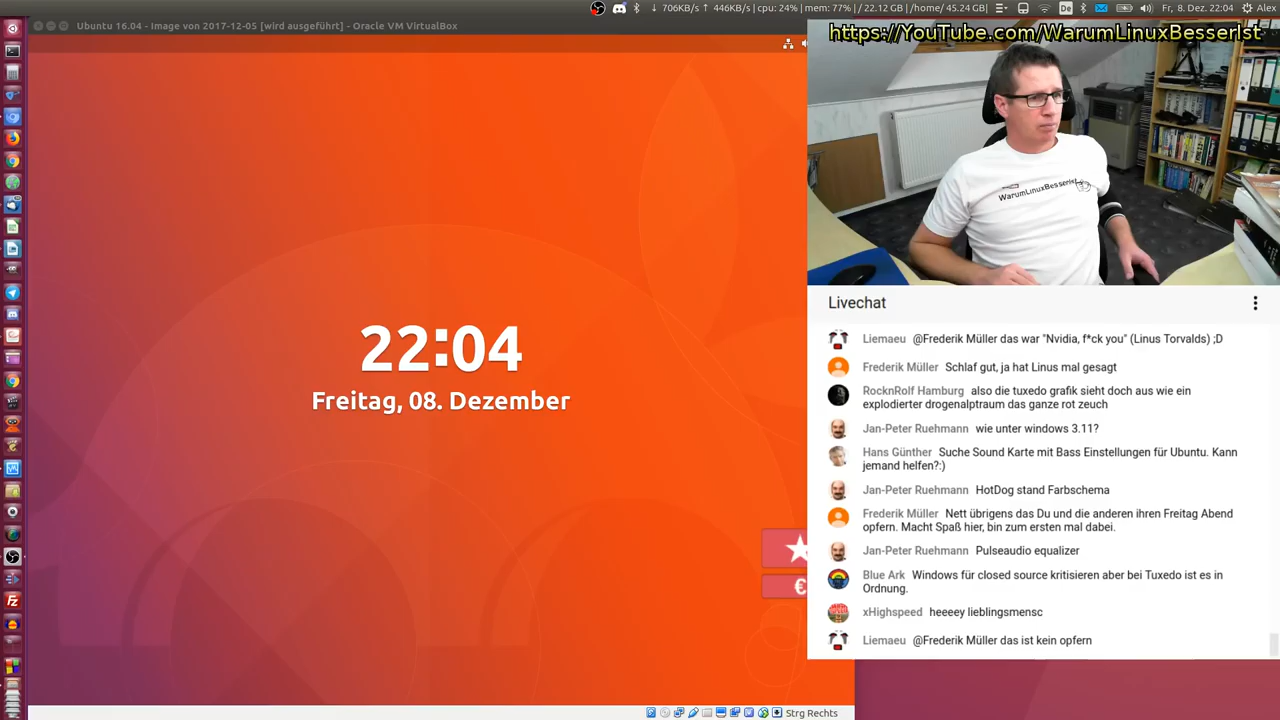 706KB/s 446KB/s cpu: 24% mem: 77% // 22.12 GB /home/ 45.24 GB De Fr, 8. Dez, 22:04 Alex
Ubuntu 16.04 - Image von 2017-12-05 [wird ausgeführt] - Oracle VM VirtualBox
https://YouTube.com/WarumLinuxBesserIst
WarumLinuxBesserIst
22:04
Freitag, 08. Dezember
€
Livechat
Liemaeu @Frederik Müller das war "Nvidia, f*ck you" (Linus Torvalds) ;D
Frederik Müller Schlaf gut, ja hat Linus mal gesagt
RocknRolf Hamburg also die tuxedo grafik sieht doch aus wie ein
explodierter drogenalptraum das ganze rot zeuch
Jan-Peter Ruehmann wie unter windows 3.11?
Hans Günther Suche Sound Karte mit Bass Einstellungen für Ubuntu. Kann
jemand helfen?:)
Jan-Peter Ruehmann HotDog stand Farbschema
Frederik Müller Nett übrigens das Du und die anderen ihren Freitag Abend
opfern. Macht Spaß hier, bin zum ersten mal dabei.
Jan-Peter Ruehmann Pulseaudio equalizer
Blue Ark Windows für closed source kritisieren aber bei Tuxedo ist es in
Ordnung.
xHighspeed heeeey lieblingsmensc
Liemaeu @Frederik Müller das ist kein opfern
Strg Rechts